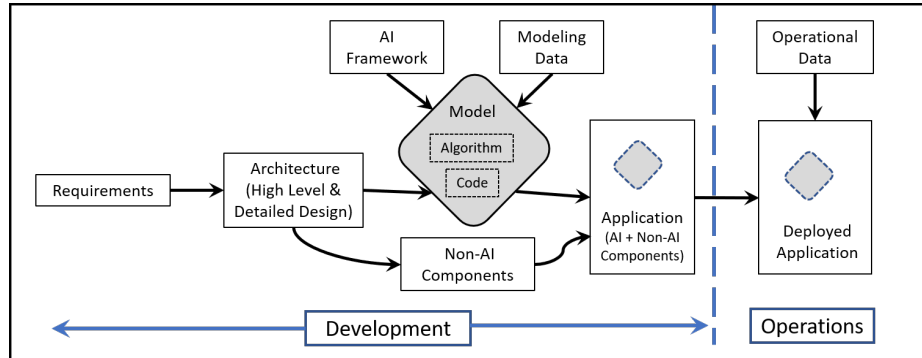 AI
Framework
Modeling
Data
Operational
Data
Model
Algorithm
Code
Requirements
Architecture
(High Level &
Detailed Design)
Non-AI
Components
Application
(AI + Non-AI
Components)
Deployed
Application
Development
Operations